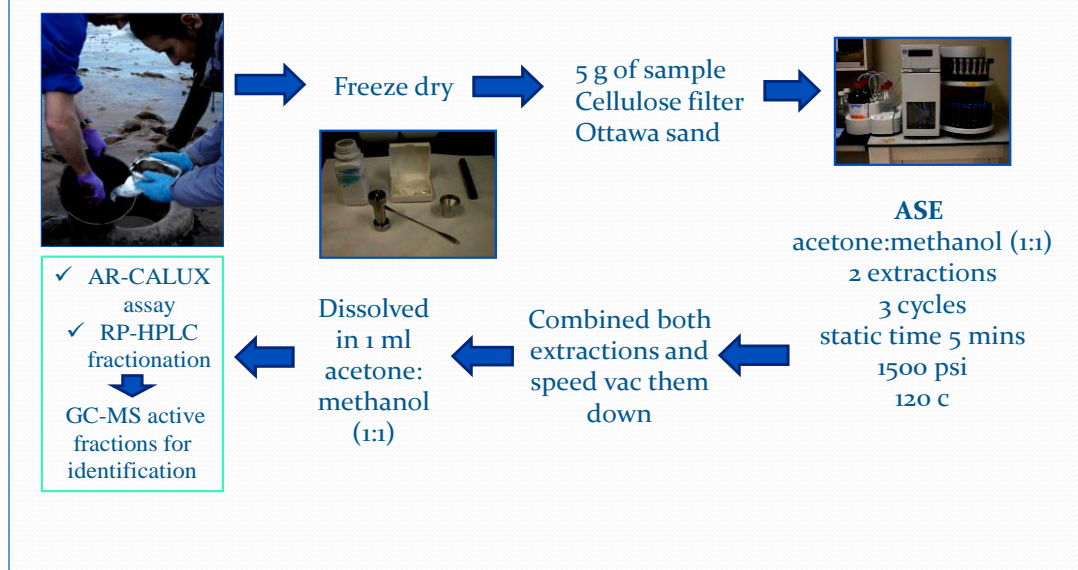 Freeze dry
5 g of sample
Cellulose filter
Ottawa sand
ASE
acetone:methanol (1:1)
2 extractions
3 cycles
static time 5 mins
1500 psi
120 c
Combined both
extractions and
speed vac them
down
Dissolved
in 1 ml
acetone:
methanol
(1:1)
✓ AR-CALUX
assay
✓ RP-HPLC
fractionation
GC-MS active
fractions for
identification